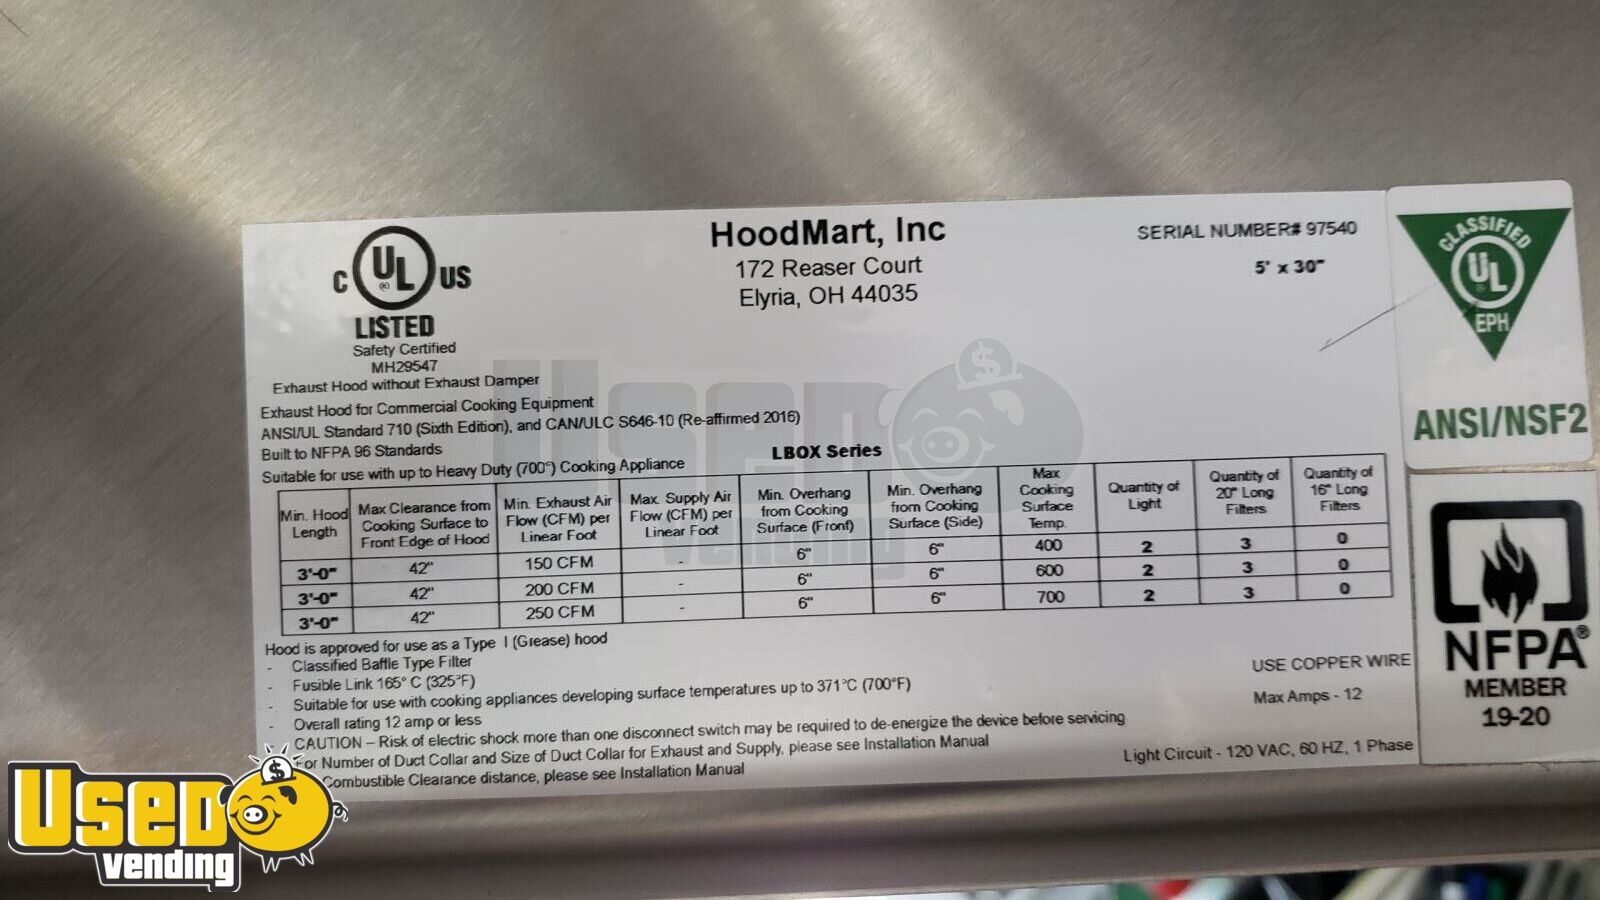 C UL US
LISTED
Safety Certified
MH29547
Exhaust Hood without Exhaust Damper
HoodMart, Inc
172 Reaser Court
Elyria, OH 44035
SERIAL NUMBER# 97540
5' x 30"
CLASSIFIED
UL
EPH
ANSI/NSF2
Exhaust Hood for Commercial Cooking Equipment
ANSI/UL Standard 710 (Sixth Edition), and CAN/ULC S646-10 (Re-affirmed 2016)
Built to NFPA 96 Standards
Suitable for use with up to Heavy Duty (700°) Cooking Appliance
LBOX Series
Min. Hood Length
Max Clearance from Cooking Surface to Front Edge of Hood
Min. Exhaust Air Flow (CFM) per Linear Foot
Max. Supply Air Flow (CFM) per Linear Foot
Min. Overhang from Cooking Surface (Front)
Min. Overhang from Cooking Surface (Side)
Max Cooking Surface Temp.
Quantity of Light
Quantity of 20" Long Filters
Quantity of 16" Long Filters
3'-0" 42" 150 CFM - 6" 6" 400 2 3 0
3'-0" 42" 200 CFM - 6" 6" 600 2 3 0
3'-0" 42" 250 CFM - 6" 6" 700 2 3 0
Hood is approved for use as a Type I (Grease) hood
- Classified Baffle Type Filter
- Fusible Link 165° C (325°F)
- Suitable for use with cooking appliances developing surface temperatures up to 371°C (700°F)
- Overall rating 12 amp or less
CAUTION – Risk of electric shock more than one disconnect switch may be required to de-energize the device before servicing
For Number of Duct Collar and Size of Duct Collar for Exhaust and Supply, please see Installation Manual
Combustible Clearance distance, please see Installation Manual
USE COPPER WIRE
Max Amps - 12
Light Circuit - 120 VAC, 60 HZ, 1 Phase
NFPA®
MEMBER
19-20
USED
vending
USED
vending